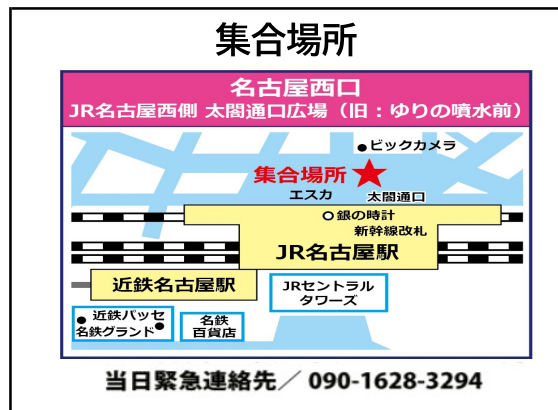 集合場所
名古屋西口
JR名古屋西側 太閤通口広場（旧：ゆりの噴水前）
ビックカメラ
集合場所
エスカ
太閤通口
銀の時計
新幹線改札
JR名古屋駅
近鉄名古屋駅
JRセントラル
タワーズ
近鉄パッセ
名鉄グランド
名鉄
百貨店
当日緊急連絡先／ 090-1628-3294